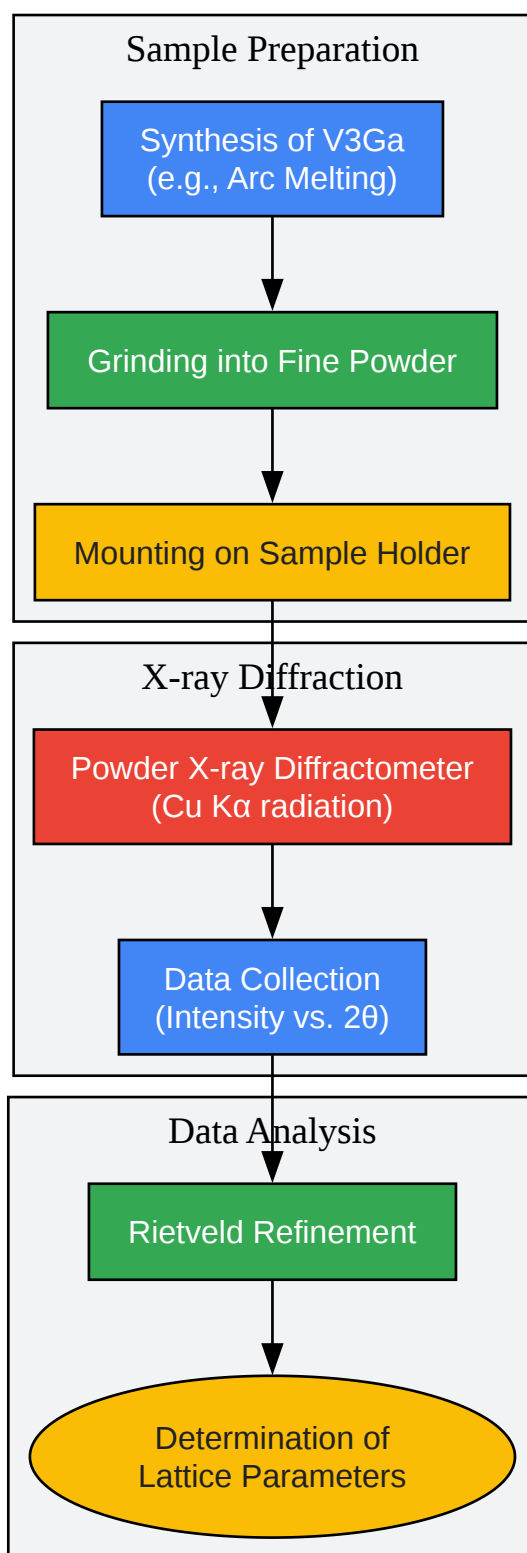 Sample Preparation
Synthesis of V3Ga
(e.g., Arc Melting)
Grinding into Fine Powder
Mounting on Sample Holder
X-ray Diffraction
Powder X-ray Diffractometer
(Cu Kα radiation)
Data Collection
(Intensity vs. 2θ)
Data Analysis
Rietveld Refinement
Determination of
Lattice Parameters